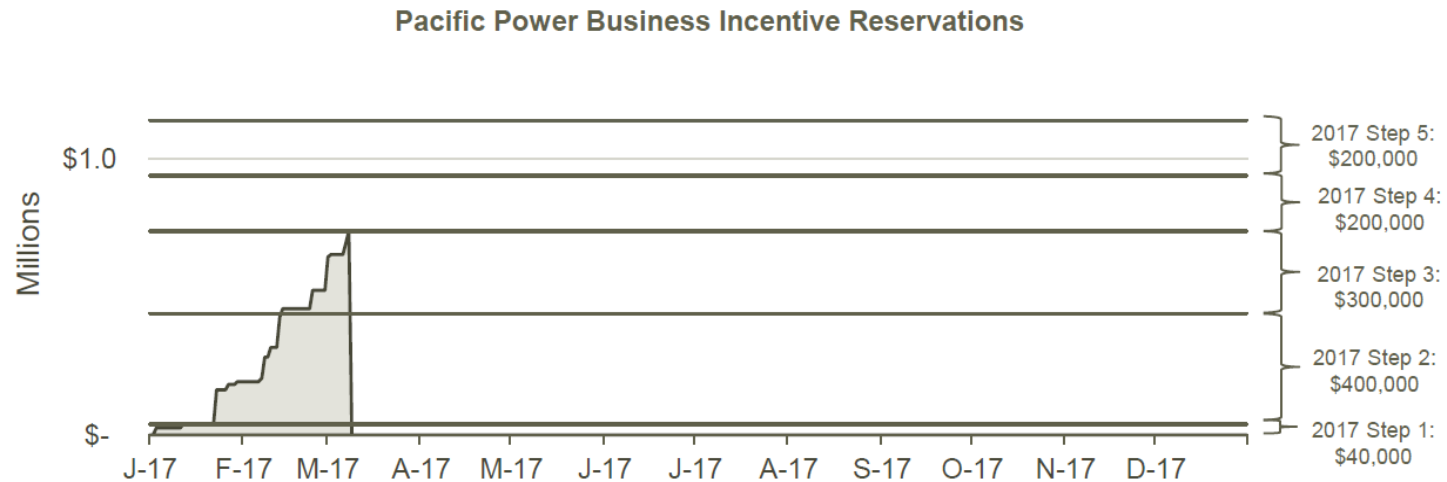 Pacific Power Business Incentive Reservations
Millions
$1.0
$-
J-17 F-17 M-17 A-17 M-17 J-17 J-17 A-17 S-17 O-17 N-17 D-17
2017 Step 5:
$200,000
2017 Step 4:
$200,000
2017 Step 3:
$300,000
2017 Step 2:
$400,000
2017 Step 1:
$40,000